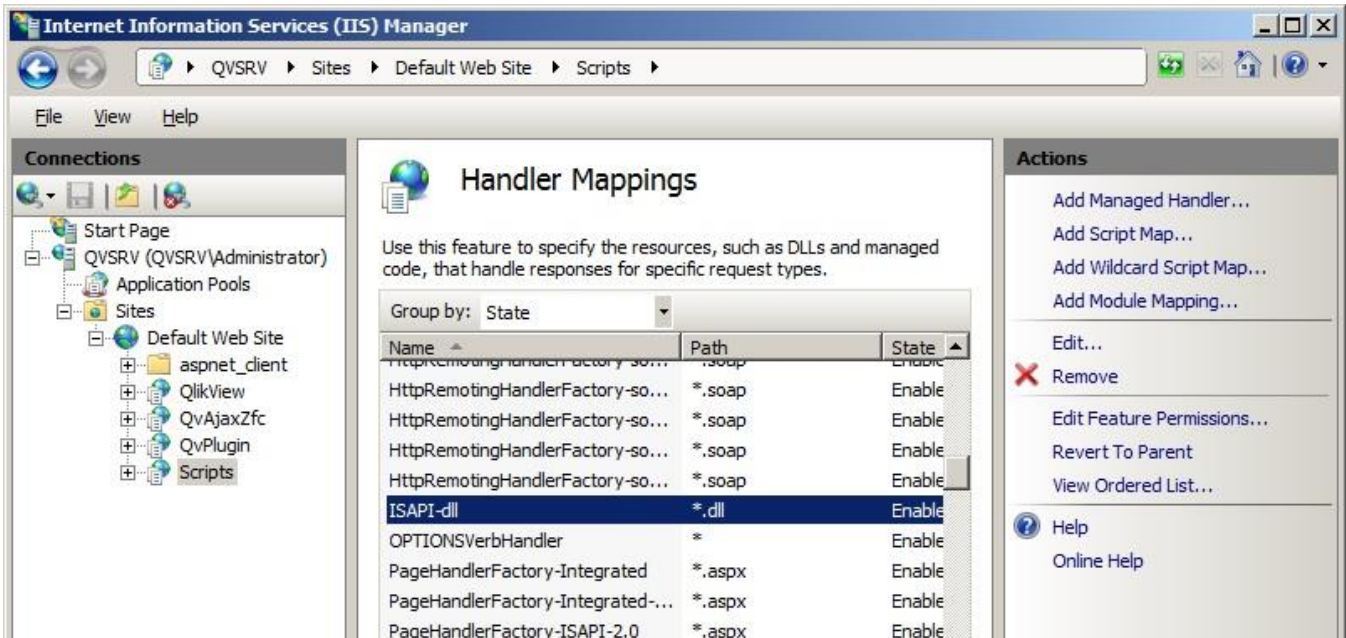 Internet Information Services (IIS) Manager
QVSRV Sites Default Web Site Scripts
File View Help
Connections
Start Page
QVSRV (QVSRV\Administrator)
Application Pools
Sites
Default Web Site
aspnet_client
QlikView
QvAjaxZfc
QvPlugin
Scripts
Handler Mappings
Use this feature to specify the resources, such as DLLs and managed
code, that handle responses for specific request types.
Group by: State
Name Path State
HttpRemotingHandlerFactory-so... *.soap Enable
HttpRemotingHandlerFactory-so... *.soap Enable
HttpRemotingHandlerFactory-so... *.soap Enable
HttpRemotingHandlerFactory-so... *.soap Enable
HttpRemotingHandlerFactory-so... *.soap Enable
ISAPI-dll *.dll Enable
OPTIONSVerbHandler * Enable
PageHandlerFactory-Integrated *.aspx Enable
PageHandlerFactory-Integrated-... *.aspx Enable
PageHandlerFactory-ISAPI-2.0 *.aspx Enable
Actions
Add Managed Handler...
Add Script Map...
Add Wildcard Script Map...
Add Module Mapping...
Edit...
Remove
Edit Feature Permissions...
Revert To Parent
View Ordered List...
Help
Online Help